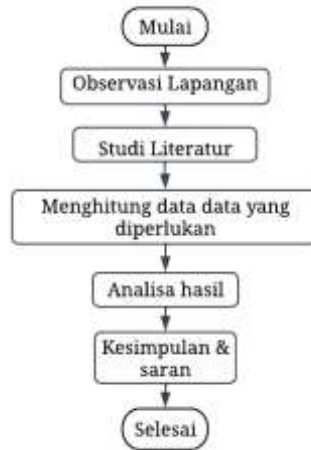 Mulai
Observasi Lapangan
Studi Literatur
Menghitung data data yang
diperlukan
Analisa hasil
Kesimpulan &
saran
Selesai